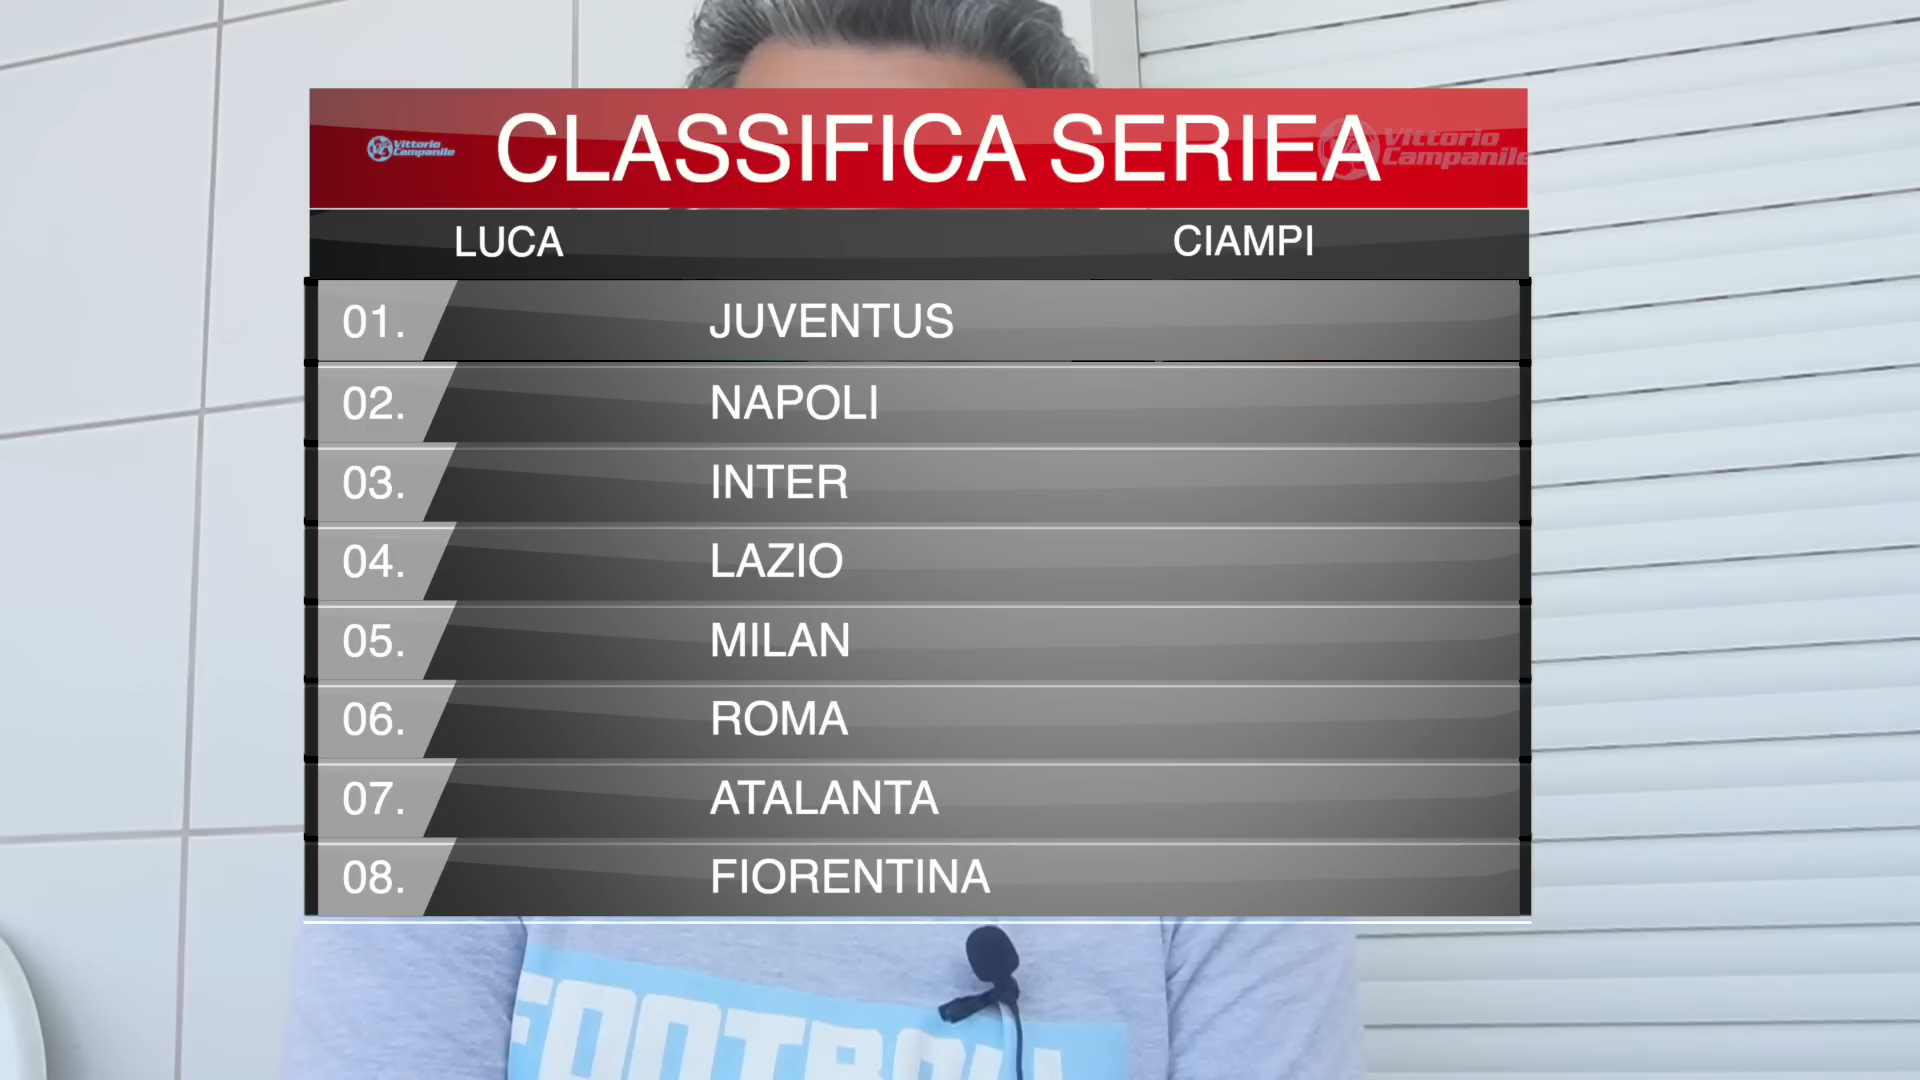 Vittorio
Campanile
CLASSIFICA SERIEA
Vittorio
Campanile
LUCA CIAMPI
01. JUVENTUS
02. NAPOLI
03. INTER
04. LAZIO
05. MILAN
06. ROMA
07. ATALANTA
08. FIORENTINA
FOOTBALL